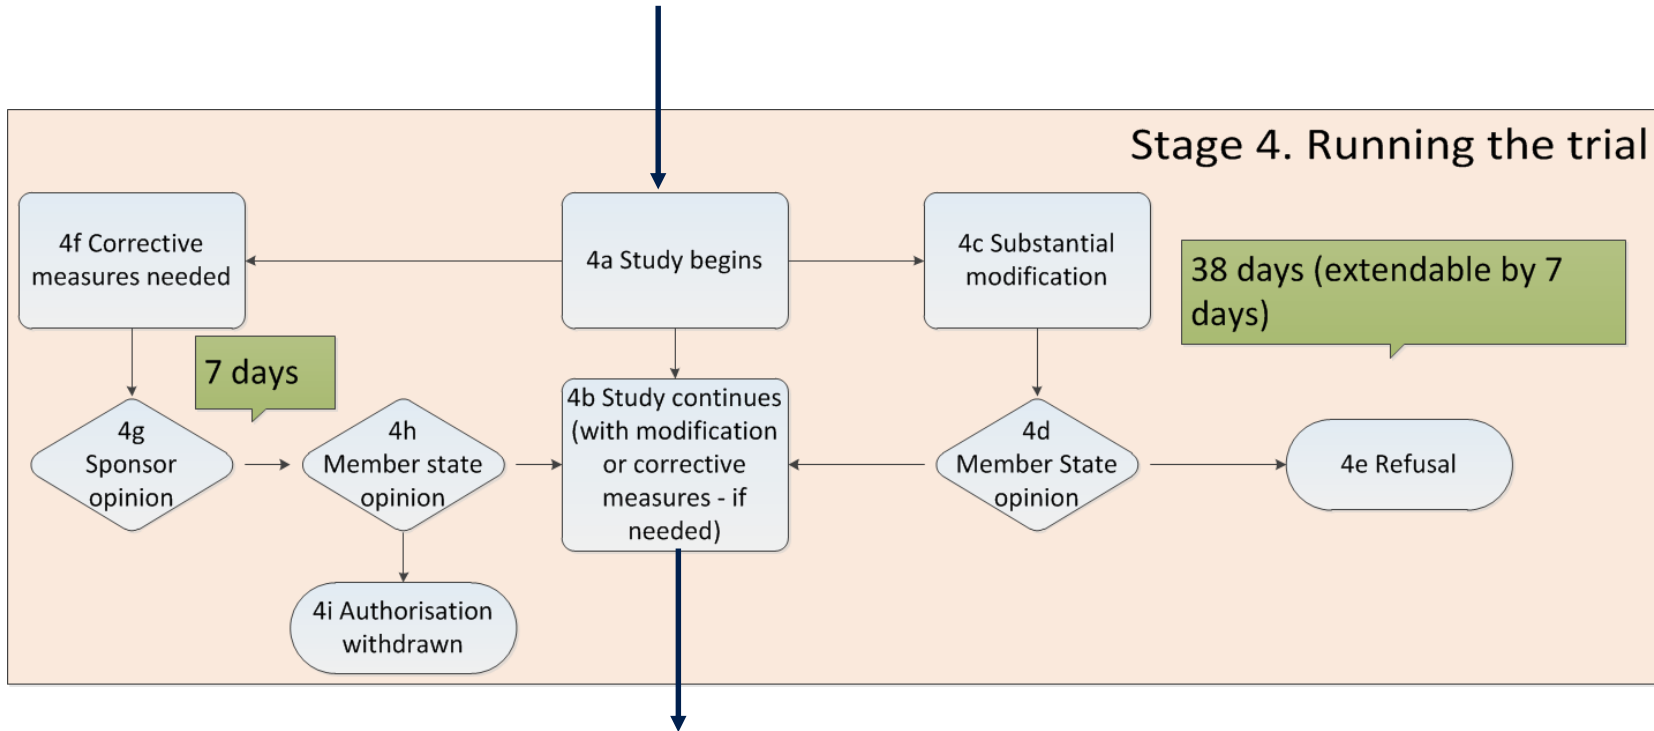 Stage 4. Running the trial
4f Corrective
measures needed
4a Study begins
4c Substantial
modification
38 days (extendable by 7
days)
7 days
4g
Sponsor
opinion
4h
Member state
opinion
4b Study continues
(with modification
or corrective
measures - if
needed)
4d
Member State
opinion
4e Refusal
4i Authorisation
withdrawn